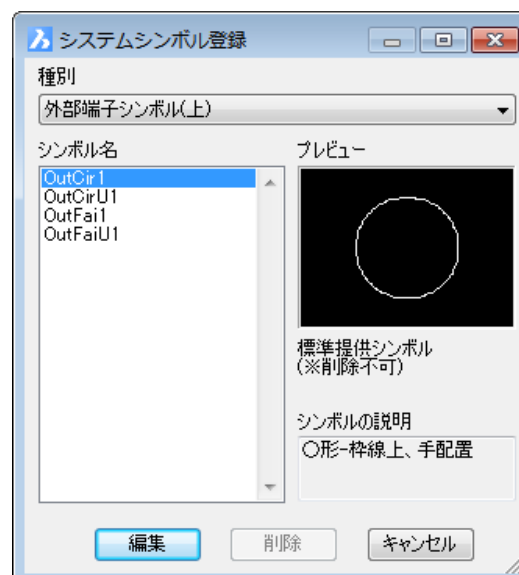 システムシンボル登録
種別
外部端子シンボル(上)
シンボル名
プレビュー
OutCir1
OutCirU1
OutFai1
OutFaiU1
標準提供シンボル
(※削除不可)
シンボルの説明
○形-枠線上、手配置
編集
削除
キャンセル